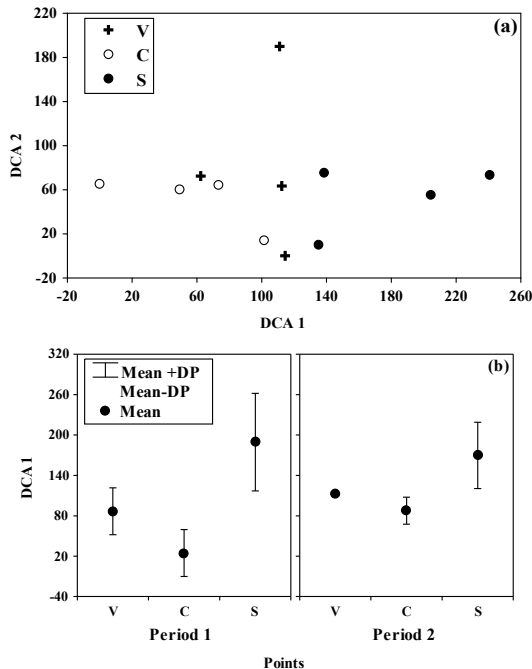 220
180
140
100
60
20
-20
DCA 2
V
C
S
(a)
-20 20 60 100 140 180 220 260
DCA 1
320
260
200
140
80
20
-40
DCA1
Mean +DP
Mean-DP
Mean
(b)
V C S V C S
Period 1 Period 2
Points